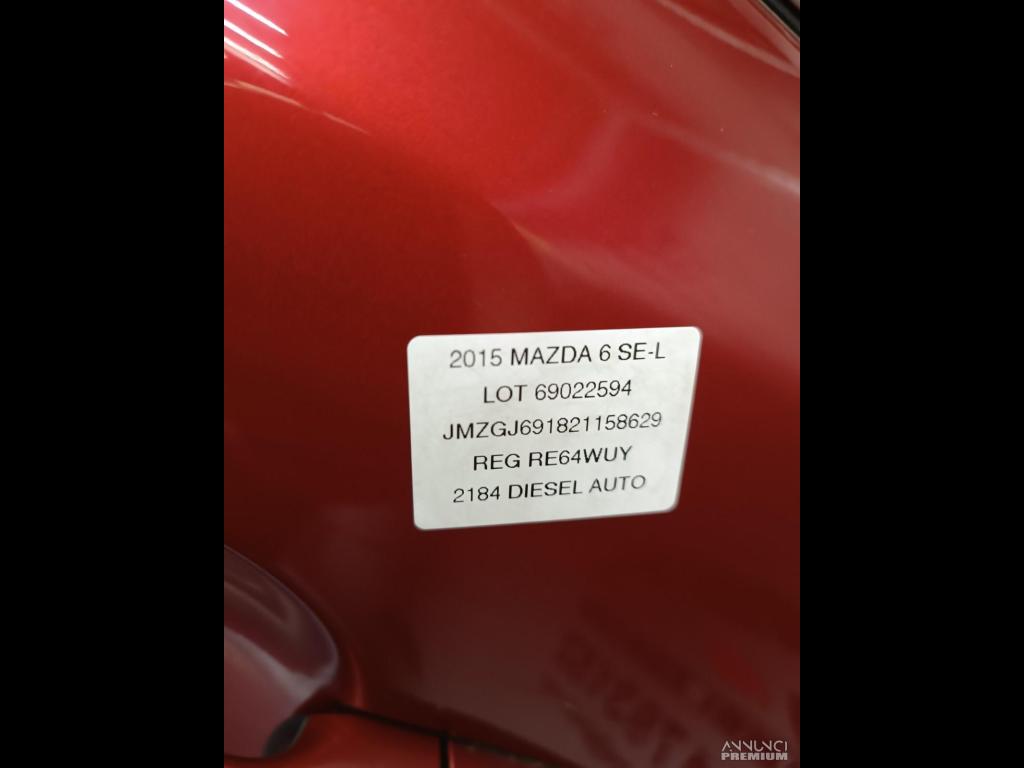 2015 MAZDA 6 SE-L
LOT 69022594
JMZGJ691821158629
REG RE64WUY
2184 DIESEL AUTO
ANNUNCI
PREMIUM